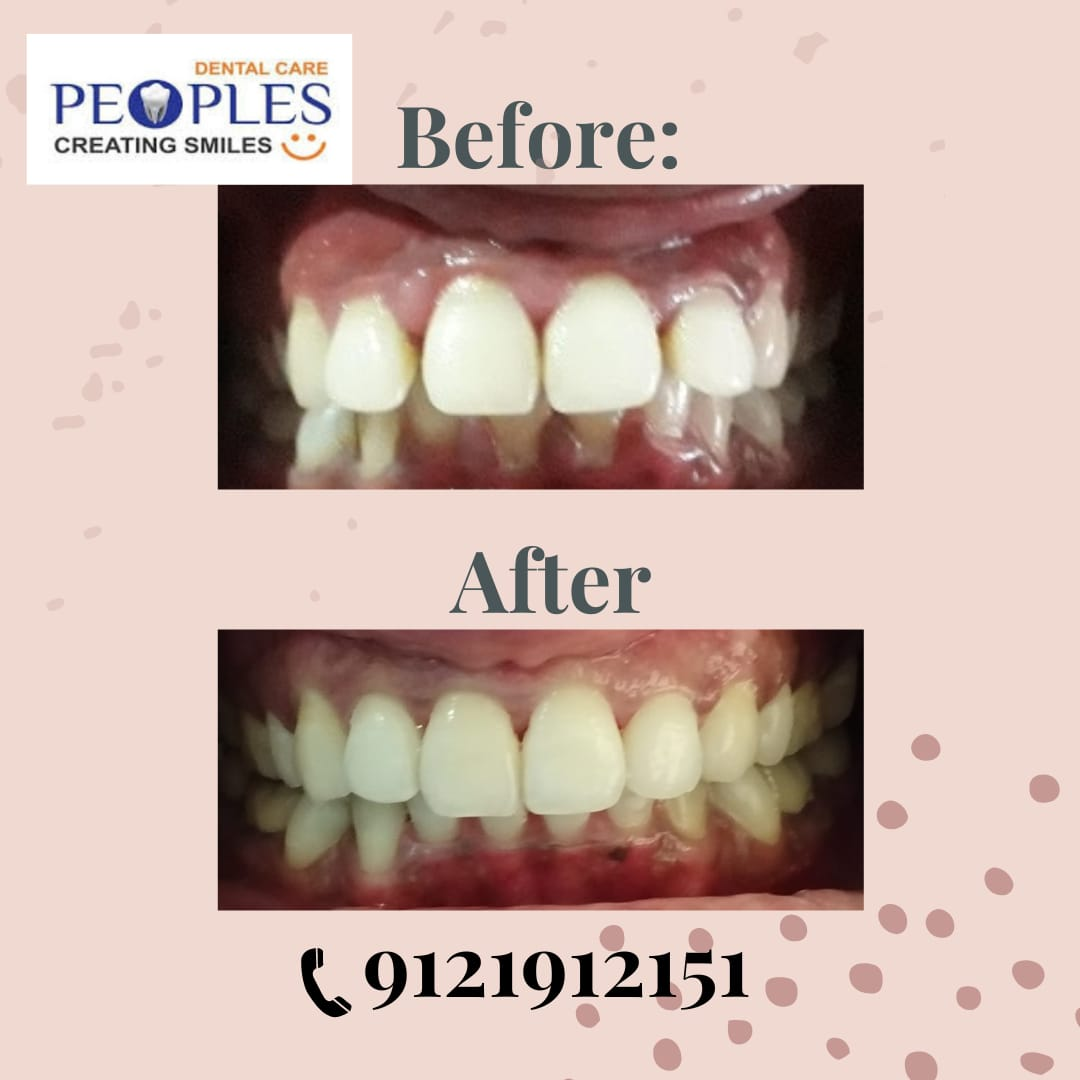 DENTAL CARE
PEOPLES
CREATING SMILES
Before:
After
9121912151